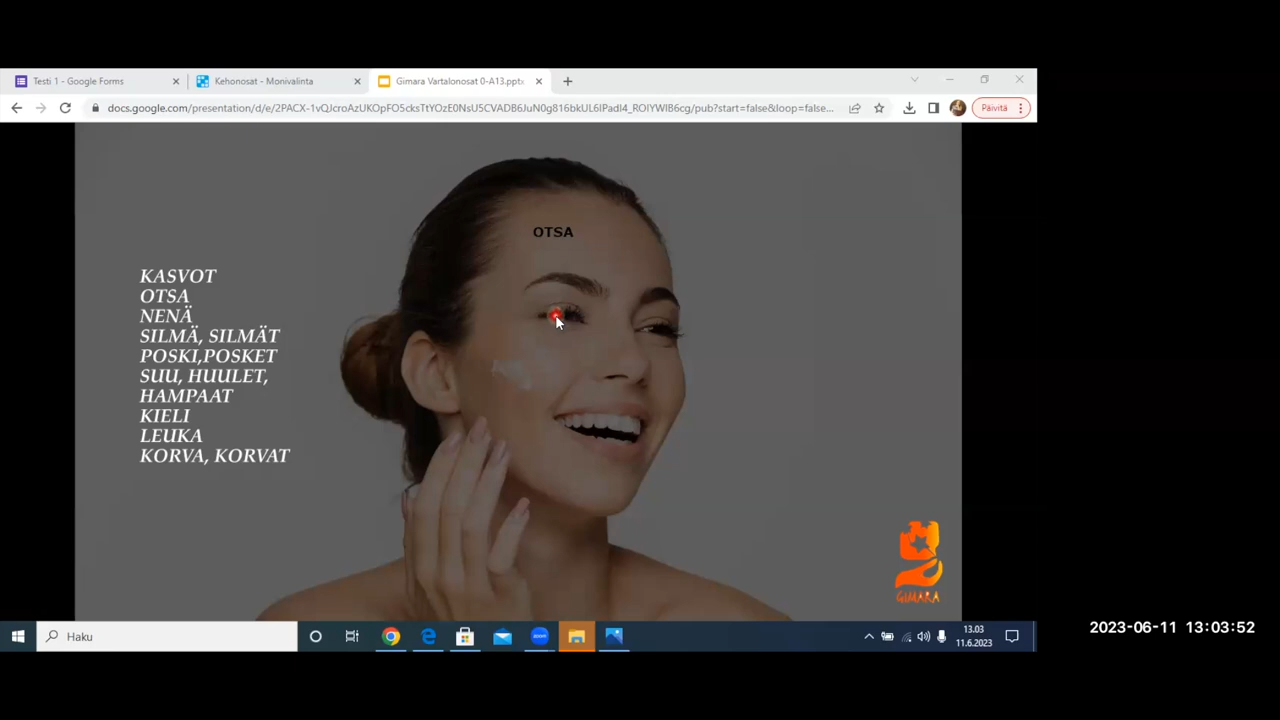 Testi 1 - Google Forms
Kehonosat - Monivalinta
Gimara Vartalonosat 0-A13.pptx
docs.google.com/presentation/d/e/2PACX-1vQJcroAzUKOpFO5cksTtYOzE0NsU5CVADB6JuN0g816bkUL6IPadl4_ROlYWIB6cg/pub?start=false&loop=false...
Päivitä
OTSA
KASVOT
OTSA
NENÄ
SILMÄ, SILMÄT
POSKI,POSKET
SUU, HUULET,
HAMPAAT
KIELI
LEUKA
KORVA, KORVAT
GIMARA
Haku
zoom
13.03
11.6.2023
2023-06-11 13:03:52